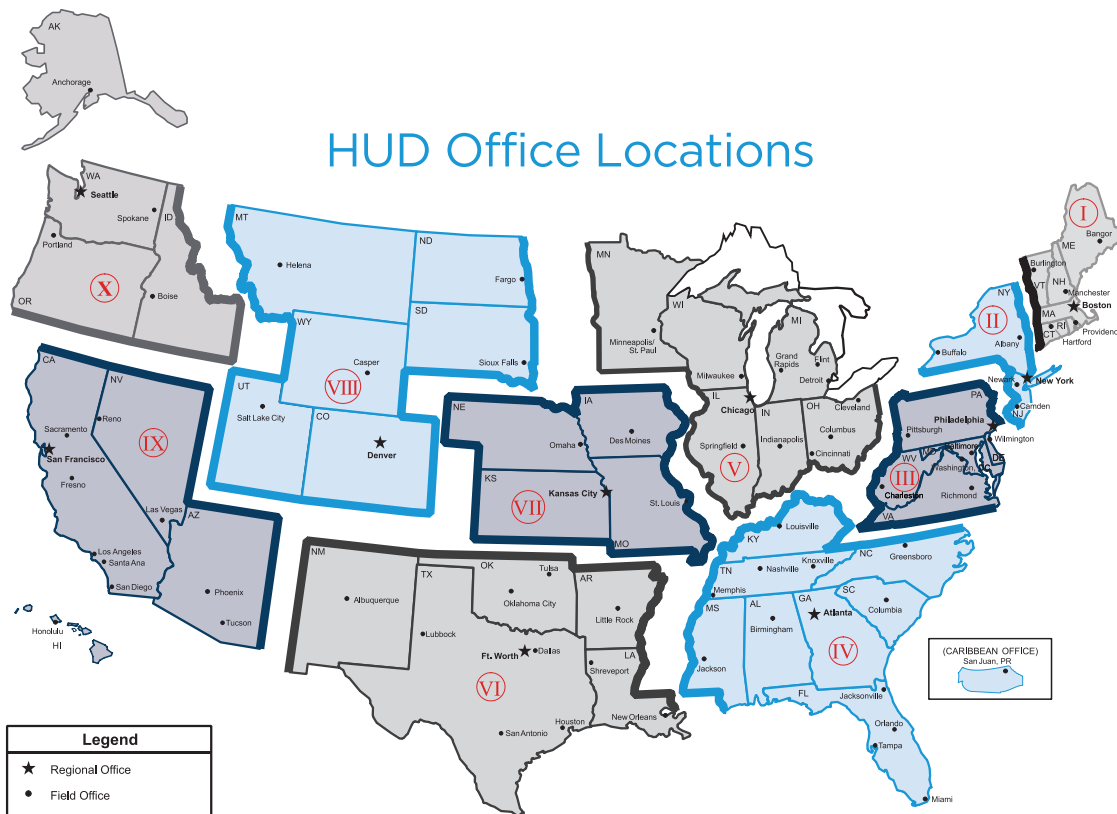 HUD Office Locations
AK
Anchorage
WA
Seattle
Spokane
ID
Portland
X
Boise
OR
MT
Helena
ND
Fargo
SD
Sioux Falls
WY
Casper
VIII
UT
Salt Lake City
CO
Denver
CA
NV
Reno
Sacramento
San Francisco
IX
Fresno
Las Vegas
AZ
Los Angeles
Santa Ana
San Diego
Phoenix
Tucson
Honolulu
HI
NE
Omaha
IA
Des Moines
KS
VII
Kansas City
St. Louis
MO
MN
Minneapolis/
St. Paul
WI
Milwaukee
MI
Grand
Rapids
Flint
Detroit
IL
Chicago
IN
OH
Cleveland
Springfield
Indianapolis
Columbus
Cincinnati
V
I
Bangor
ME
Burlington
VT
NH
Manchester
Boston
MA
CT
RI
Providenc
Hartford
NY
II
Buffalo
Albany
Newark
New York
Camden
NJ
PA
Philadelphia
Pittsburgh
Wilmington
MD
Baltimore
WV
Washington, DC
DE
III
Charleston
Richmond
VA
NM
Albuquerque
TX
OK
Tulsa
Oklahoma City
AR
Little Rock
Lubbock
Ft. Worth
Dallas
LA
Shreveport
VI
Houston
New Orleans
San Antonio
KY
Louisville
TN
Nashville
Knoxville
NC
Greensboro
Memphis
MS
AL
GA
SC
Columbia
Atlanta
Birmingham
Jackson
IV
FL
Jacksonville
Orlando
Tampa
Miami
(CARIBBEAN OFFICE)
San Juan, PR
Legend
Regional Office
Field Office